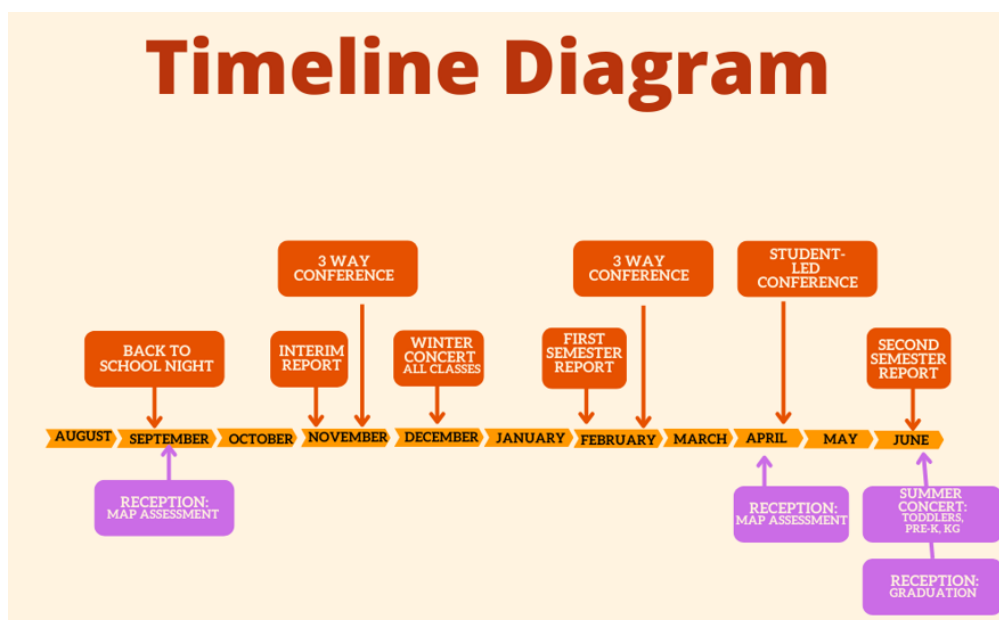 Timeline Diagram
3 WAY
CONFERENCE
3 WAY
CONFERENCE
STUDENT-
LED
CONFERENCE
BACK TO
SCHOOL NIGHT
INTERIM
REPORT
WINTER
CONCERT
ALL CLASSES
FIRST
SEMESTER
REPORT
SECOND
SEMESTER
REPORT
AUGUST
SEPTEMBER
OCTOBER
NOVEMBER
DECEMBER
JANUARY
FEBRUARY
MARCH
APRIL
MAY
JUNE
RECEPTION:
MAP ASSESSMENT
RECEPTION:
MAP ASSESSMENT
SUMMER
CONCERT:
TODDLERS,
PRE-K, KG
RECEPTION:
GRADUATION